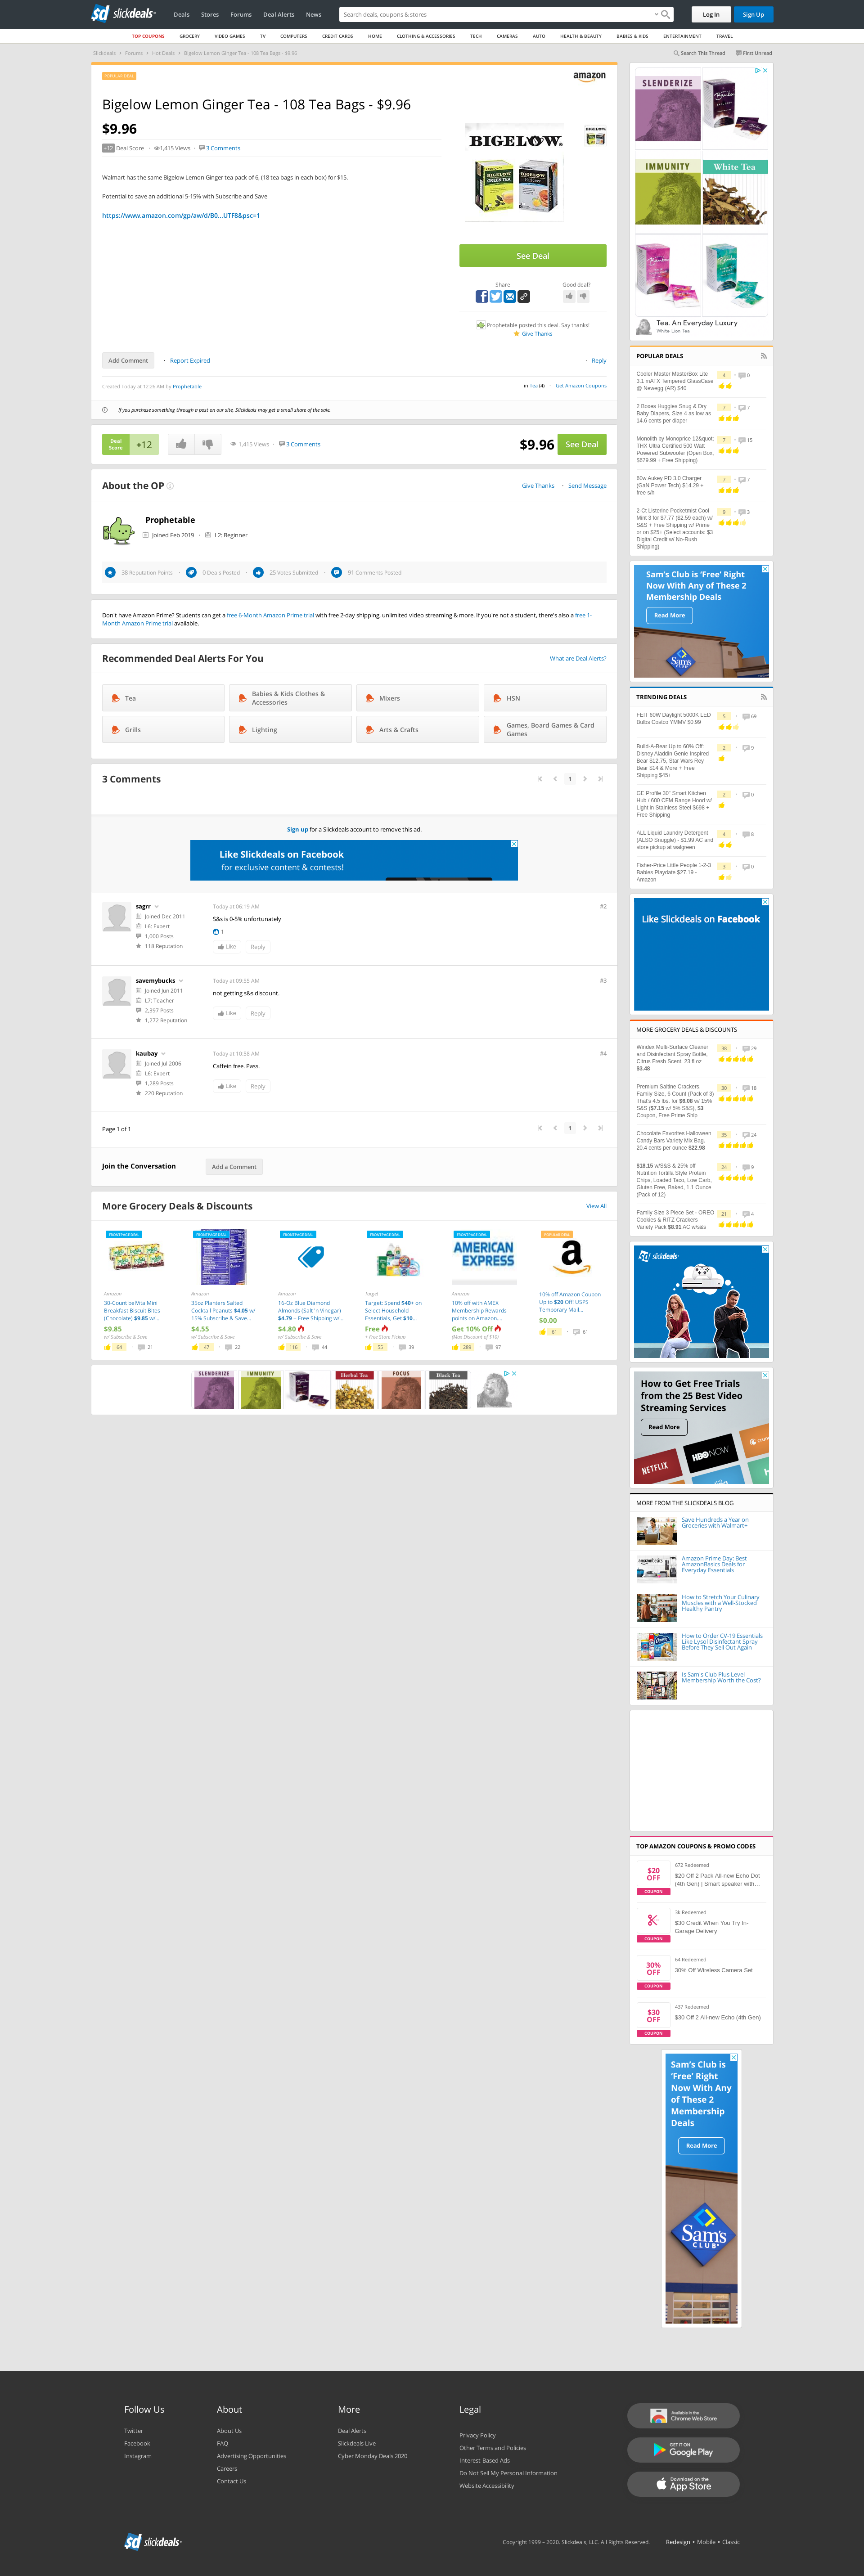 slickdeals
Deals
Stores
Forums
Deal Alerts
News
Search deals, coupons & stores
Log In
Sign Up
TOP COUPONS
GROCERY
VIDEO GAMES
TV
COMPUTERS
CREDIT CARDS
HOME
CLOTHING & ACCESSORIES
TECH
CAMERAS
AUTO
HEALTH & BEAUTY
BABIES & KIDS
ENTERTAINMENT
TRAVEL
Slickdeals
Forums
Hot Deals
Bigelow Lemon Ginger Tea - 108 Tea Bags - $9.96
Search This Thread
First Unread
POPULAR DEAL
amazon
Bigelow Lemon Ginger Tea - 108 Tea Bags - $9.96
$9.96
+12 Deal Score
1,415 Views
3 Comments
Walmart has the same Bigelow Lemon Ginger tea pack of 6, (18 tea bags in each box) for $15.
Potential to save an additional 5-15% with Subscribe and Save
https://www.amazon.com/gp/aw/d/B0...UTF8&psc=1
BIGELOW
See Deal
Share
Good deal?
Prophetable posted this deal. Say thanks!
Give Thanks
Add Comment
Report Expired
Reply
Created Today at 12:26 AM by Prophetable
in Tea (4)
Get Amazon Coupons
If you purchase something through a post on our site, Slickdeals may get a small share of the sale.
Deal Score
+12
1,415 Views
3 Comments
$9.96
See Deal
About the OP
Give Thanks
Send Message
Prophetable
Joined Feb 2019
L2: Beginner
38 Reputation Points
0 Deals Posted
25 Votes Submitted
91 Comments Posted
Don't have Amazon Prime? Students can get a free 6-Month Amazon Prime trial with free 2-day shipping, unlimited video streaming & more. If you're not a student, there's also a free 1-
Month Amazon Prime trial available.
Recommended Deal Alerts For You
What are Deal Alerts?
Tea
Babies & Kids Clothes &
Accessories
Mixers
HSN
Grills
Lighting
Arts & Crafts
Games, Board Games & Card
Games
3 Comments
1
Sign up for a Slickdeals account to remove this ad.
Like Slickdeals on Facebook
for exclusive content & contests!
sagrr
Joined Dec 2011
L6: Expert
1,000 Posts
118 Reputation
Today at 06:19 AM
#2
S&s is 0-5% unfortunately
1
Like
Reply
savemybucks
Joined Jun 2011
L7: Teacher
2,397 Posts
1,272 Reputation
Today at 09:55 AM
#3
not getting s&s discount.
Like
Reply
kaubay
Joined Jul 2006
L6: Expert
1,289 Posts
220 Reputation
Today at 10:58 AM
#4
Caffein free. Pass.
Like
Reply
Page 1 of 1
1
Join the Conversation
Add a Comment
More Grocery Deals & Discounts
View All
FRONTPAGE DEAL
Amazon
30-Count belVita Mini
Breakfast Biscuit Bites
(Chocolate) $9.85 w/...
$9.85
w/ Subscribe & Save
64
21
FRONTPAGE DEAL
Amazon
35oz Planters Salted
Cocktail Peanuts $4.05 w/
15% Subscribe & Save...
$4.55
w/ Subscribe & Save
47
22
FRONTPAGE DEAL
Amazon
16-Oz Blue Diamond
Almonds (Salt 'n Vinegar)
$4.79 + Free Shipping w/...
$4.80
w/ Subscribe & Save
116
44
FRONTPAGE DEAL
Target
Target: Spend $40+ on
Select Household
Essentials, Get $10...
Free
+ Free Store Pickup
55
39
FRONTPAGE DEAL
AMERICAN
EXPRESS
Amazon
10% off with AMEX
Membership Rewards
points on Amazon....
Get 10% Off
(Max Discount of $10)
289
97
POPULAR DEAL
a
10% off Amazon Coupon
Up to $20 Off! USPS
Temporary Mail...
$0.00
61
61
SLENDERIZE
IMMUNITY
Herbal Tea
FOCUS
Black Tea
SLENDERIZE
IMMUNITY
White Tea
Tea. An Everyday Luxury
White Lion Tea
POPULAR DEALS
Cooler Master MasterBox Lite
3.1 mATX Tempered GlassCase
@ Newegg (AR) $40
4
0
2 Boxes Huggies Snug & Dry
Baby Diapers, Size 4 as low as
14.6 cents per diaper
7
7
Monolith by Monoprice 12&quot;
THX Ultra Certified 500 Watt
Powered Subwoofer (Open Box,
$679.99 + Free Shipping)
7
15
60w Aukey PD 3.0 Charger
(GaN Power Tech) $14.29 +
free s/h
7
7
2-Ct Listerine Pocketmist Cool
Mint 3 for $7.77 ($2.59 each) w/
S&S + Free Shipping w/ Prime
or on $25+ (Select accounts: $3
Digital Credit w/ No-Rush
Shipping)
9
3
Sam's Club is 'Free' Right
Now With Any of These 2
Membership Deals
Read More
Sam's
TRENDING DEALS
FEIT 60W Daylight 5000K LED
Bulbs Costco YMMV $0.99
5
69
Build-A-Bear Up to 60% Off:
Disney Aladdin Genie Inspired
Bear $12.75, Star Wars Rey
Bear $14 & More + Free
Shipping $45+
2
9
GE Profile 30" Smart Kitchen
Hub / 600 CFM Range Hood w/
Light in Stainless Steel $698 +
Free Shipping
2
0
ALL Liquid Laundry Detergent
(ALSO Snuggle) - $1.99 AC and
store pickup at walgreen
4
8
Fisher-Price Little People 1-2-3
Babies Playdate $27.19 -
Amazon
3
0
Like Slickdeals on Facebook
MORE GROCERY DEALS & DISCOUNTS
Windex Multi-Surface Cleaner
and Disinfectant Spray Bottle,
Citrus Fresh Scent, 23 fl oz
$3.48
36
29
Premium Saltine Crackers,
Family Size, 6 Count (Pack of 3)
That's 4.5 lbs. for $6.08 w/ 15%
S&S ($7.15 w/ 5% S&S), $3
Coupon, Free Prime Ship
30
18
Chocolate Favorites Halloween
Candy Bars Variety Mix Bag.
20.4 cents per ounce $22.98
35
24
$18.15 w/S&S & 25% off
Nutrition Tortilla Style Protein
Chips, Loaded Taco, Low Carb,
Gluten Free, Baked, 1.1 Ounce
(Pack of 12)
24
9
Family Size 3 Piece Set - OREO
Cookies & RITZ Crackers
Variety Pack $8.91 AC w/s&s
21
4
slickdeals
How to Get Free Trials
from the 25 Best Video
Streaming Services
Read More
NETFLIX
HBO NOW
MORE FROM THE SLICKDEALS BLOG
Save Hundreds a Year on
Groceries with Walmart+
Amazon Prime Day: Best
AmazonBasics Deals for
Everyday Essentials
How to Stretch Your Culinary
Muscles with a Well-Stocked
Healthy Pantry
How to Order CV-19 Essentials
Like Lysol Disinfectant Spray
Before They Sell Out Again
Is Sam's Club Plus Level
Membership Worth the Cost?
TOP AMAZON COUPONS & PROMO CODES
$20
OFF
COUPON
672 Redeemed
$20 Off 2 Pack All-new Echo Dot
(4th Gen) | Smart speaker with...
COUPON
3k Redeemed
$30 Credit When You Try In-
Garage Delivery
30%
OFF
COUPON
64 Redeemed
30% Off Wireless Camera Set
$30
OFF
COUPON
437 Redeemed
$30 Off 2 All-new Echo (4th Gen)
Sam's Club is
'Free' Right
Now With Any
of These 2
Membership
Deals
Read More
Sam's
CLUB
Follow Us
Twitter
Facebook
Instagram
About
About Us
FAQ
Advertising Opportunities
Careers
Contact Us
More
Deal Alerts
Slickdeals Live
Cyber Monday Deals 2020
Legal
Privacy Policy
Other Terms and Policies
Interest-Based Ads
Do Not Sell My Personal Information
Website Accessibility
Available in the
Chrome Web Store
GET IT ON
Google Play
Download on the
App Store
slickdeals
Copyright 1999 – 2020. Slickdeals, LLC. All Rights Reserved.
Redesign • Mobile • Classic